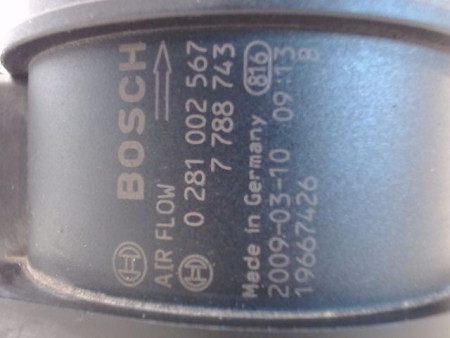 BOSCH
AIR FLOW
0 281 002 567
7 788 743
Made in Germany 816
2009-03-10 09:13
19667426 8